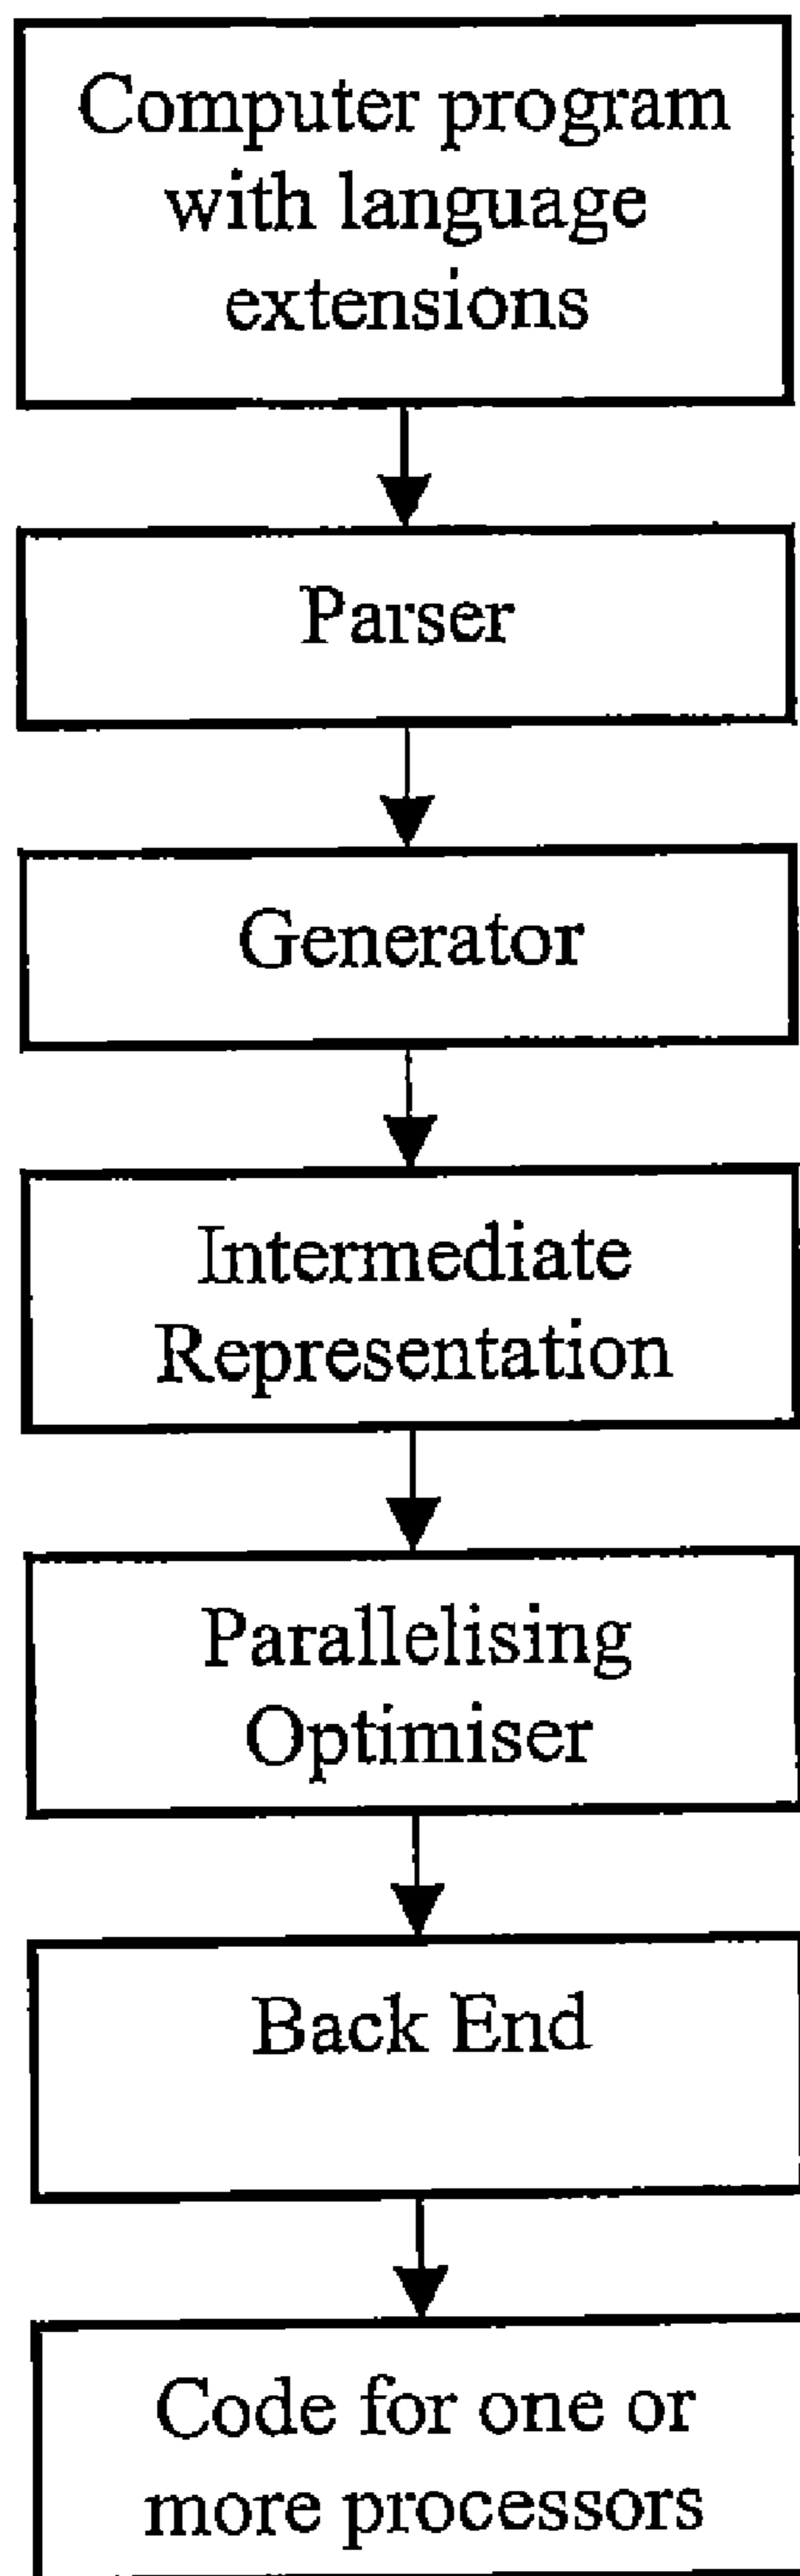 Computer program
with language
extensions
Parser
Generator
Intermediate
Representation
Parallelising
Optimiser
Back End
Code for one or
more processors